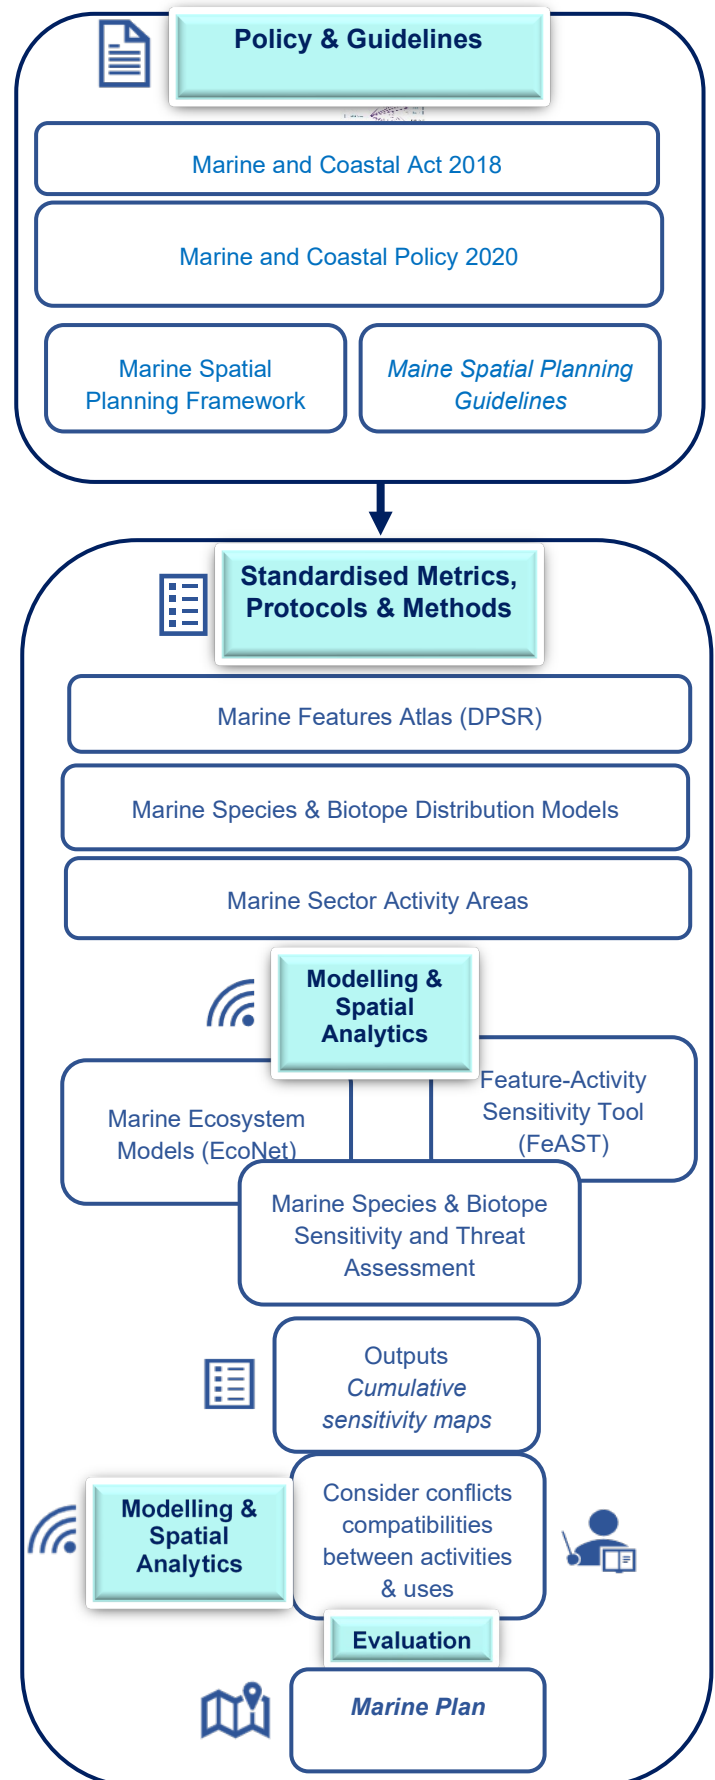 Policy & Guidelines
Marine and Coastal Act 2018
Marine and Coastal Policy 2020
Marine Spatial
Planning Framework
Maine Spatial Planning
Guidelines
Standardised Metrics,
Protocols & Methods
Marine Features Atlas (DPSR)
Marine Species & Biotope Distribution Models
Marine Sector Activity Areas
Modelling &
Spatial
Analytics
Marine Ecosystem
Models (EcoNet)
Feature-Activity
Sensitivity Tool
(FeAST)
Marine Species & Biotope
Sensitivity and Threat
Assessment
Outputs
Cumulative
sensitivity maps
Modelling &
Spatial
Analytics
Consider conflicts
compatibilities
between activities
& uses
Evaluation
Marine Plan